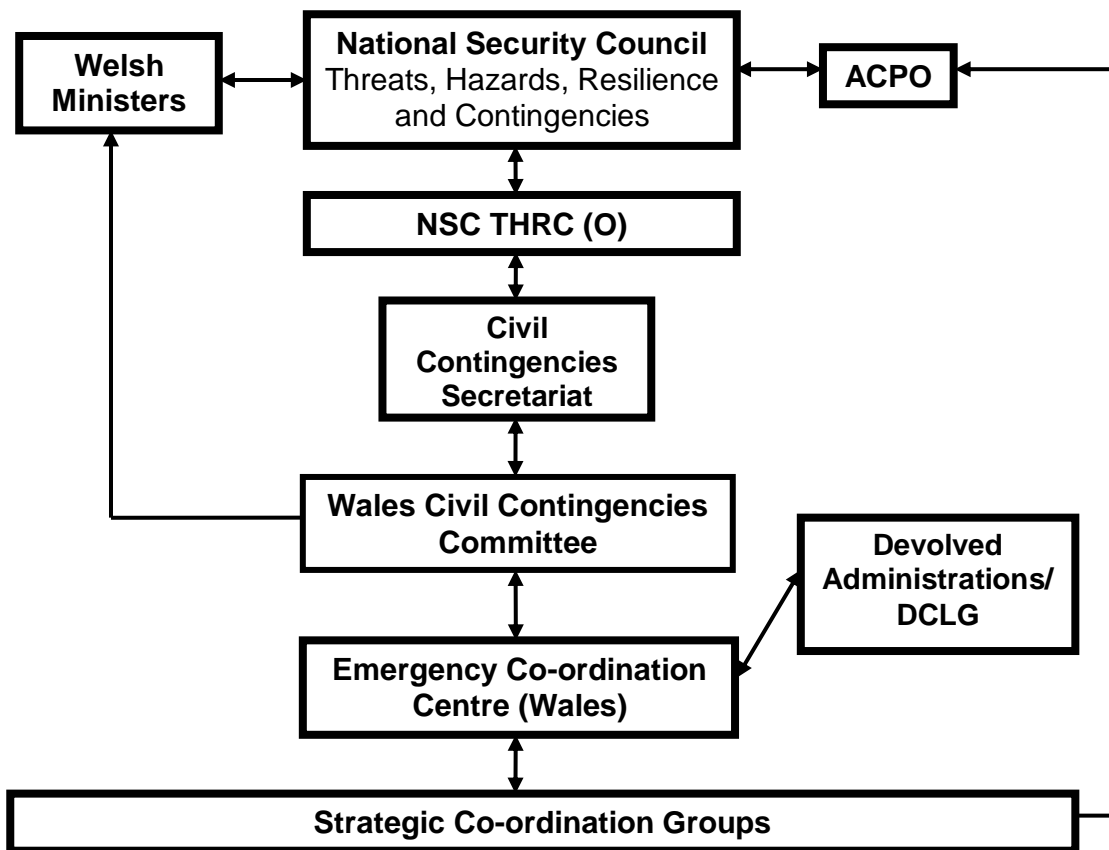 Welsh
Ministers
National Security Council
Threats, Hazards, Resilience
and Contingencies
ACPO
NSC THRC (O)
Civil
Contingencies
Secretariat
Wales Civil Contingencies
Committee
Devolved
Administrations/
DCLG
Emergency Co-ordination
Centre (Wales)
Strategic Co-ordination Groups